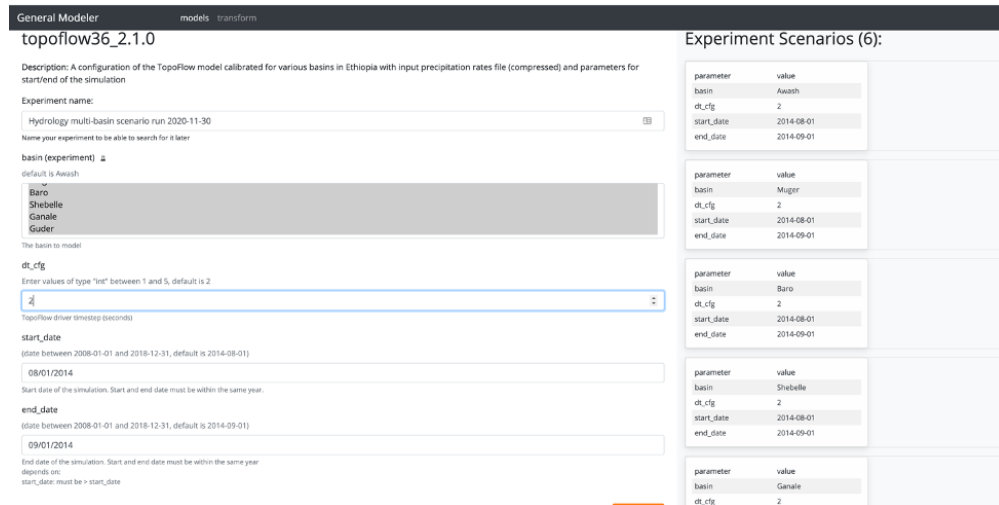 General Modeler models transform
topoflow36_2.1.0
Description: A configuration of the TopoFlow model calibrated for various basins in Ethiopia with input precipitation rates file (compressed) and parameters for
start/end of the simulation
Experiment name:
Hydrology multi-basin scenario run 2020-11-30
Name your experiment to be able to search for it later
basin (experiment)
default is Awash
Baro
Shebelle
Ganale
Guder
The basin to model
dt_cfg
Enter values of type "int" between 1 and 5, default is 2
2
TopoFlow driver timestep (seconds)
start_date
(date between 2008-01-01 and 2018-12-31, default is 2014-08-01)
08/01/2014
Start date of the simulation. Start and end date must be within the same year.
end_date
(date between 2008-01-01 and 2018-12-31, default is 2014-09-01)
09/01/2014
End date of the simulation. Start and end date must be within the same year
depends on:
start_date: must be > start_date
Experiment Scenarios (6):
parameter value
basin Awash
dt_cfg 2
start_date 2014-08-01
end_date 2014-09-01
parameter value
basin Muger
dt_cfg 2
start_date 2014-08-01
end_date 2014-09-01
parameter value
basin Baro
dt_cfg 2
start_date 2014-08-01
end_date 2014-09-01
parameter value
basin Shebelle
dt_cfg 2
start_date 2014-08-01
end_date 2014-09-01
parameter value
basin Ganale
dt_cfg 2